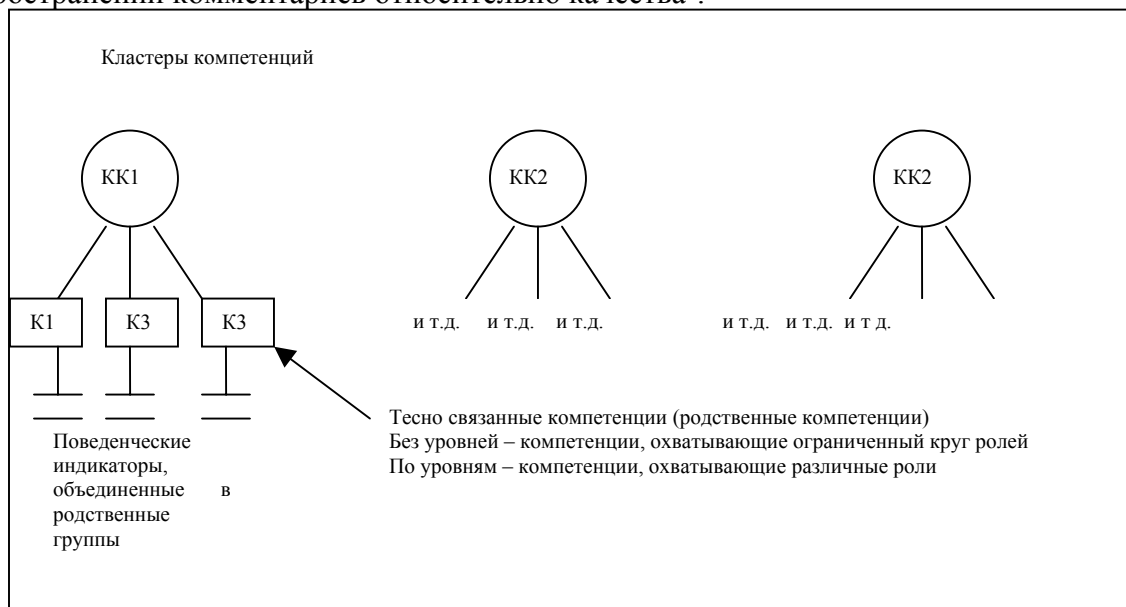 комментариев относительно качества
Кластеры компетенций
КК1 КК2 КК2
К1 К3 К3
и т.д. и т.д. и т.д. и т.д. и т.д. и т д.
Тесно связанные компетенции (родственные компетенции)
Без уровней – компетенции, охватывающие ограниченный круг ролей
По уровням – компетенции, охватывающие различные роли
Поведенческие
индикаторы,
объединенные в
родственные
группы